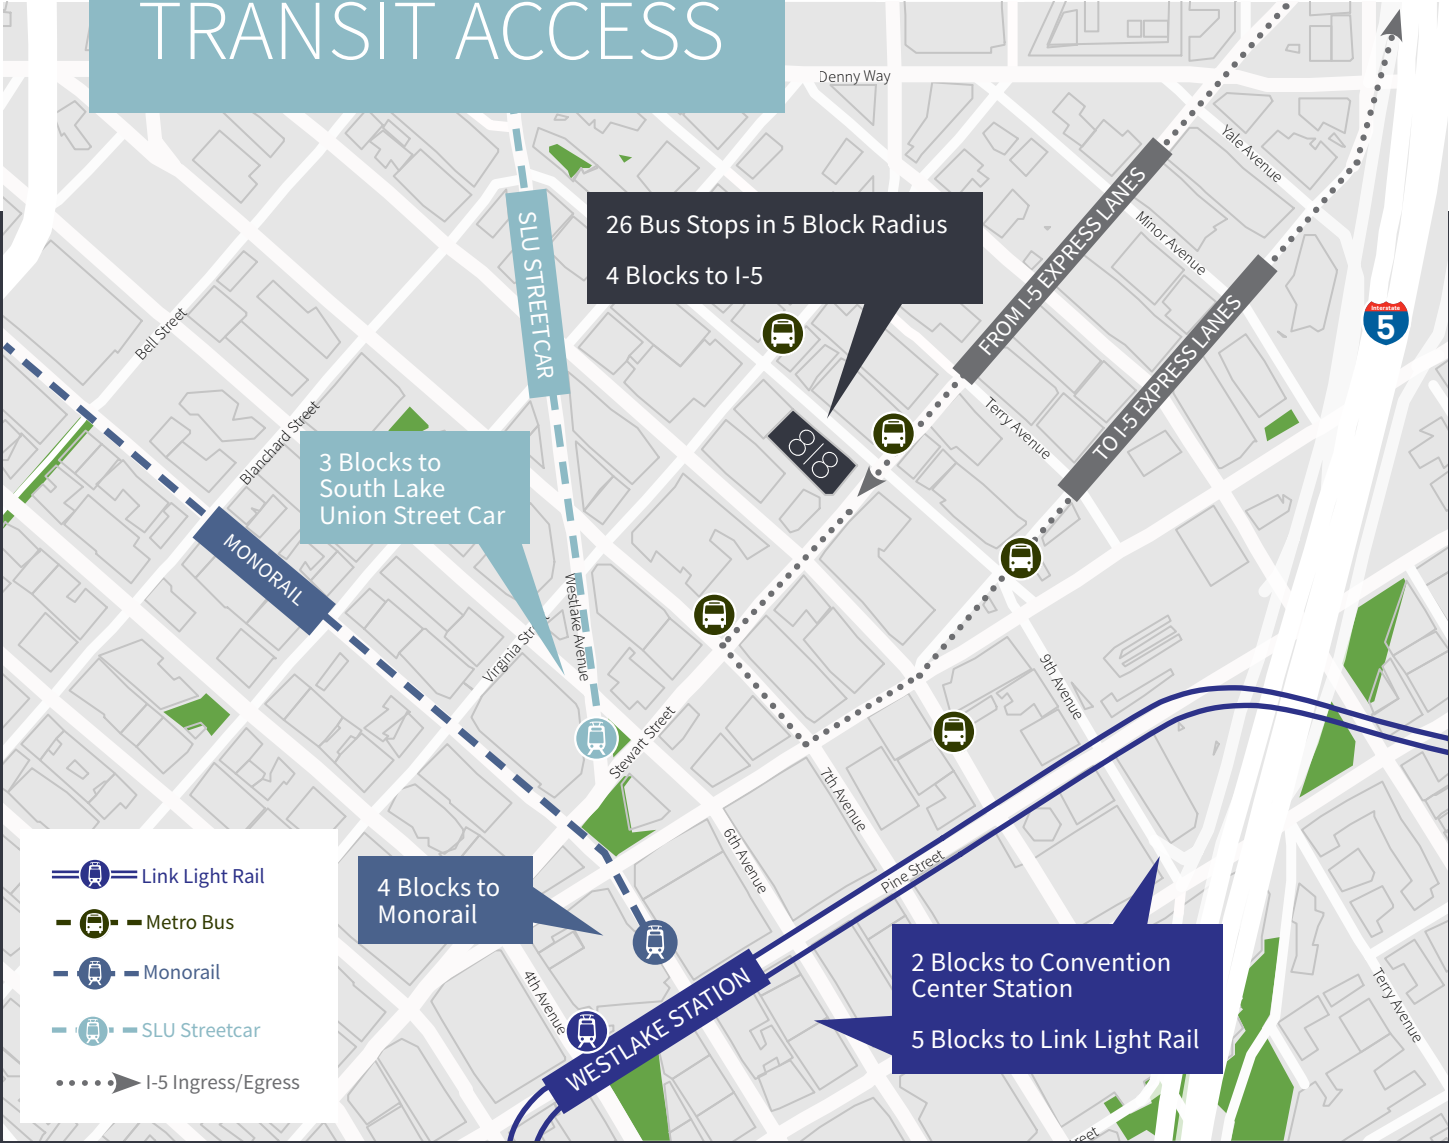 TRANSIT ACCESS
Denny Way
Yale Avenue
Minor Avenue
FROM I-5 EXPRESS LANES
TO I-5 EXPRESS LANES
26 Bus Stops in 5 Block Radius
4 Blocks to I-5
SLU STREETCAR
Interstate
5
Bell Street
Blanchard Street
Terry Avenue
818
3 Blocks to
South Lake
Union Street Car
MONORAIL
Westlake Avenue
Virginia
Stewart Street
9th Avenue
7th Avenue
6th Avenue
Pine Street
4 Blocks to
Monorail
4th Avenue
WESTLAKE STATION
2 Blocks to Convention
Center Station
5 Blocks to Link Light Rail
Terry Avenue
Link Light Rail
Metro Bus
Monorail
SLU Streetcar
I-5 Ingress/Egress